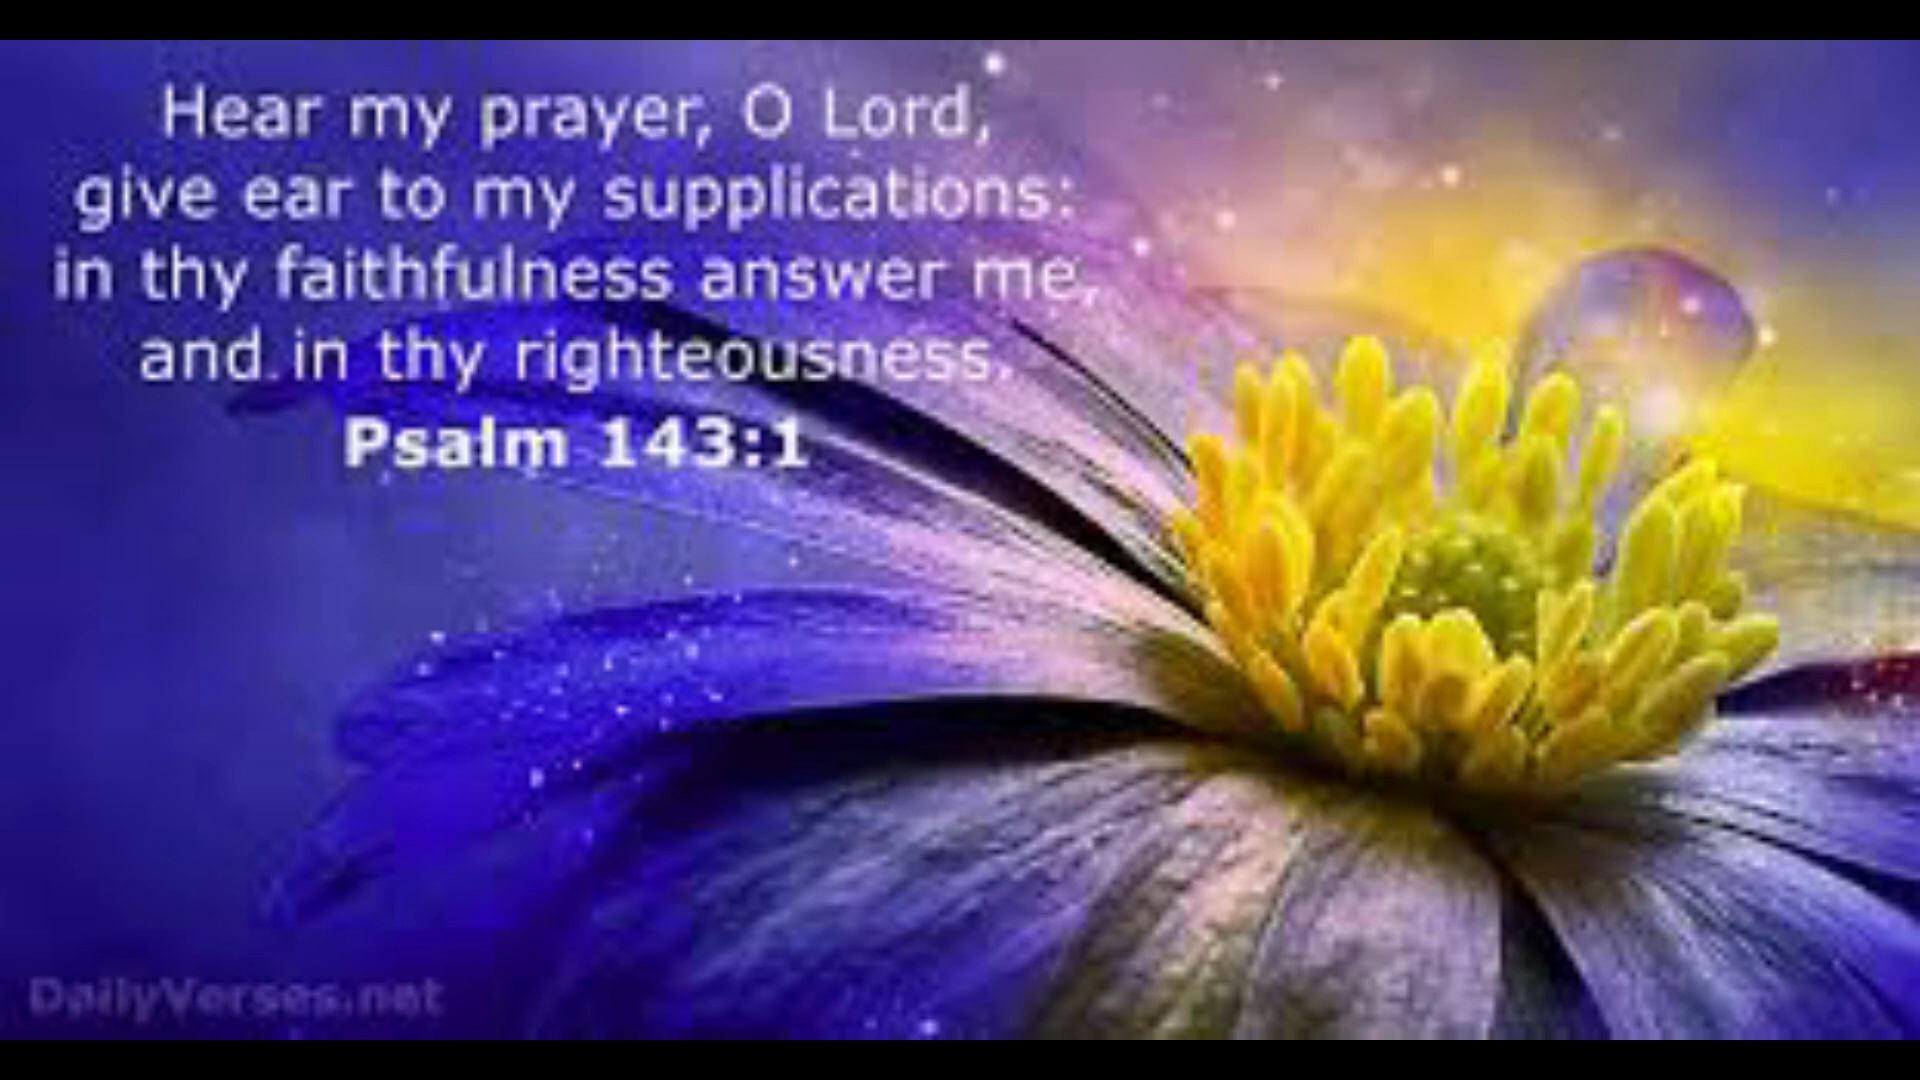 Hear my prayer, O Lord,
give ear to my supplications:
in thy faithfulness answer me,
and in thy righteousness.
Psalm 143:1
DailyVerses.net